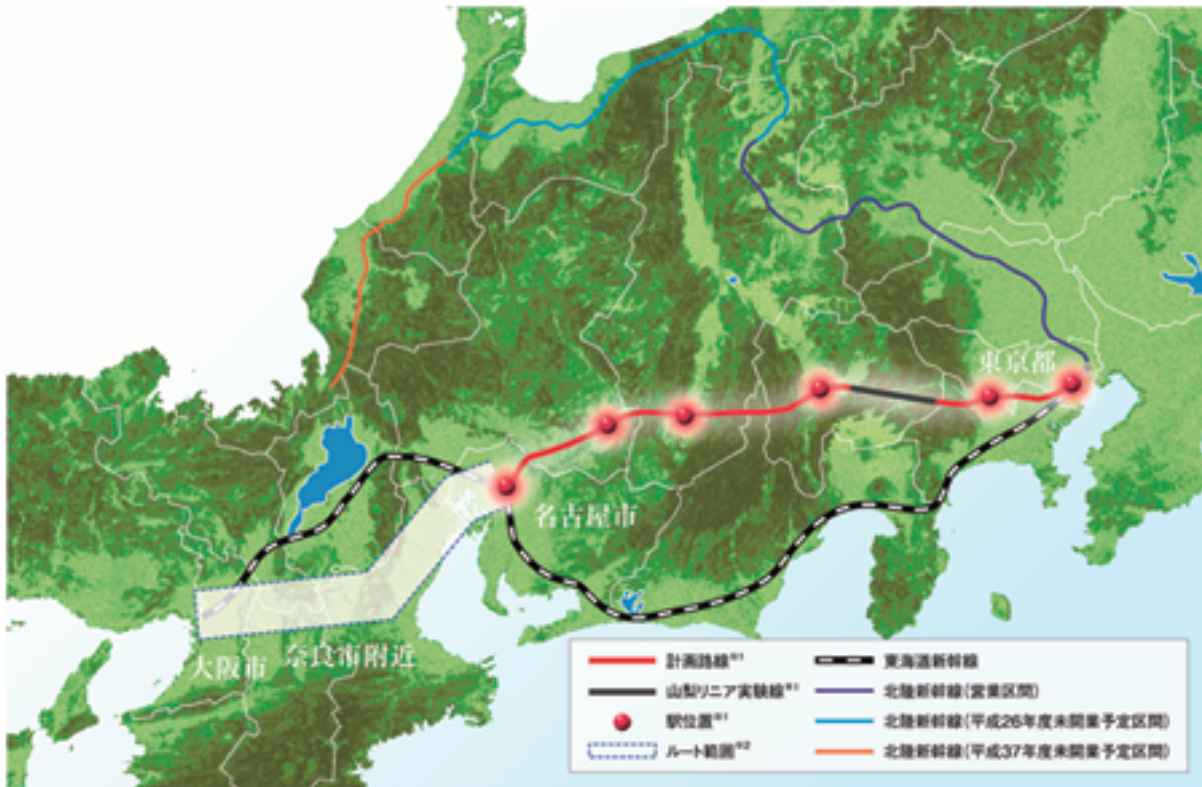 東京都
名古屋市
大阪市
奈良市附近
計画路線※1
山梨リニア実験線※1
駅位置※1
ルート範囲※2
東海道新幹線
北陸新幹線(営業区間)
北陸新幹線(平成26年度末開業予定区間)
北陸新幹線(平成37年度末開業予定区間)